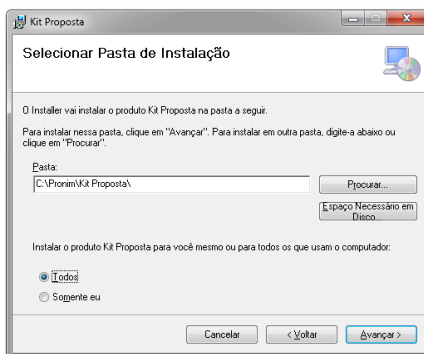 Kit Proposta
Selecionar Pasta de Instalação
O Installer vai instalar o produto Kit Proposta na pasta a seguir.
Para instalar nessa pasta, clique em "Avançar". Para instalar em outra pasta, digite-a abaixo ou
clique em "Procurar".
Pasta:
C:\Pronim\Kit Proposta\
Procurar...
Espaço Necessário em
Disco...
Instalar o produto Kit Proposta para você mesmo ou para todos os que usam o computador:
Todos
Somente eu
Cancelar
< Voltar
Avançar >